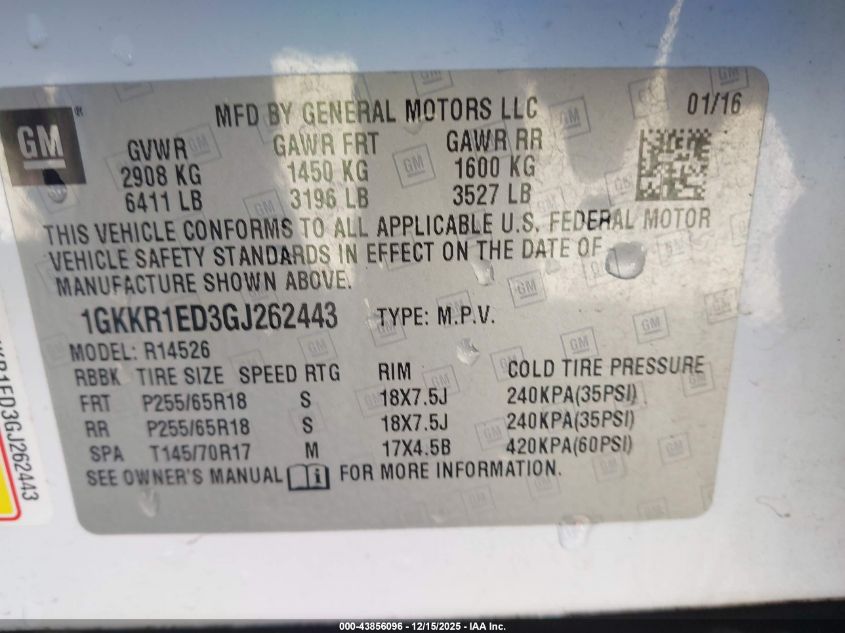 MFD BY GENERAL MOTORS LLC 01/16
GM ®
GVWR GAWR FRT GAWR RR
2908 KG 1450 KG 1600 KG
6411 LB 3196 LB 3527 LB
THIS VEHICLE CONFORMS TO ALL APPLICABLE U.S. FEDERAL MOTOR
VEHICLE SAFETY STANDARDS IN EFFECT ON THE DATE OF
MANUFACTURE SHOWN ABOVE.
1GKKR1ED3GJ262443 TYPE: M.P.V.
MODEL: R14526
RBBK TIRE SIZE SPEED RTG RIM COLD TIRE PRESSURE
FRT P255/65R18 S 18X7.5J 240KPA(35PSI)
RR P255/65R18 S 18X7.5J 240KPA(35PSI)
SPA T145/70R17 M 17X4.5B 420KPA(60PSI)
SEE OWNER'S MANUAL i FOR MORE INFORMATION.
KR1ED3GJ262443
000-43856096 - 12/15/2025 - IAA Inc.